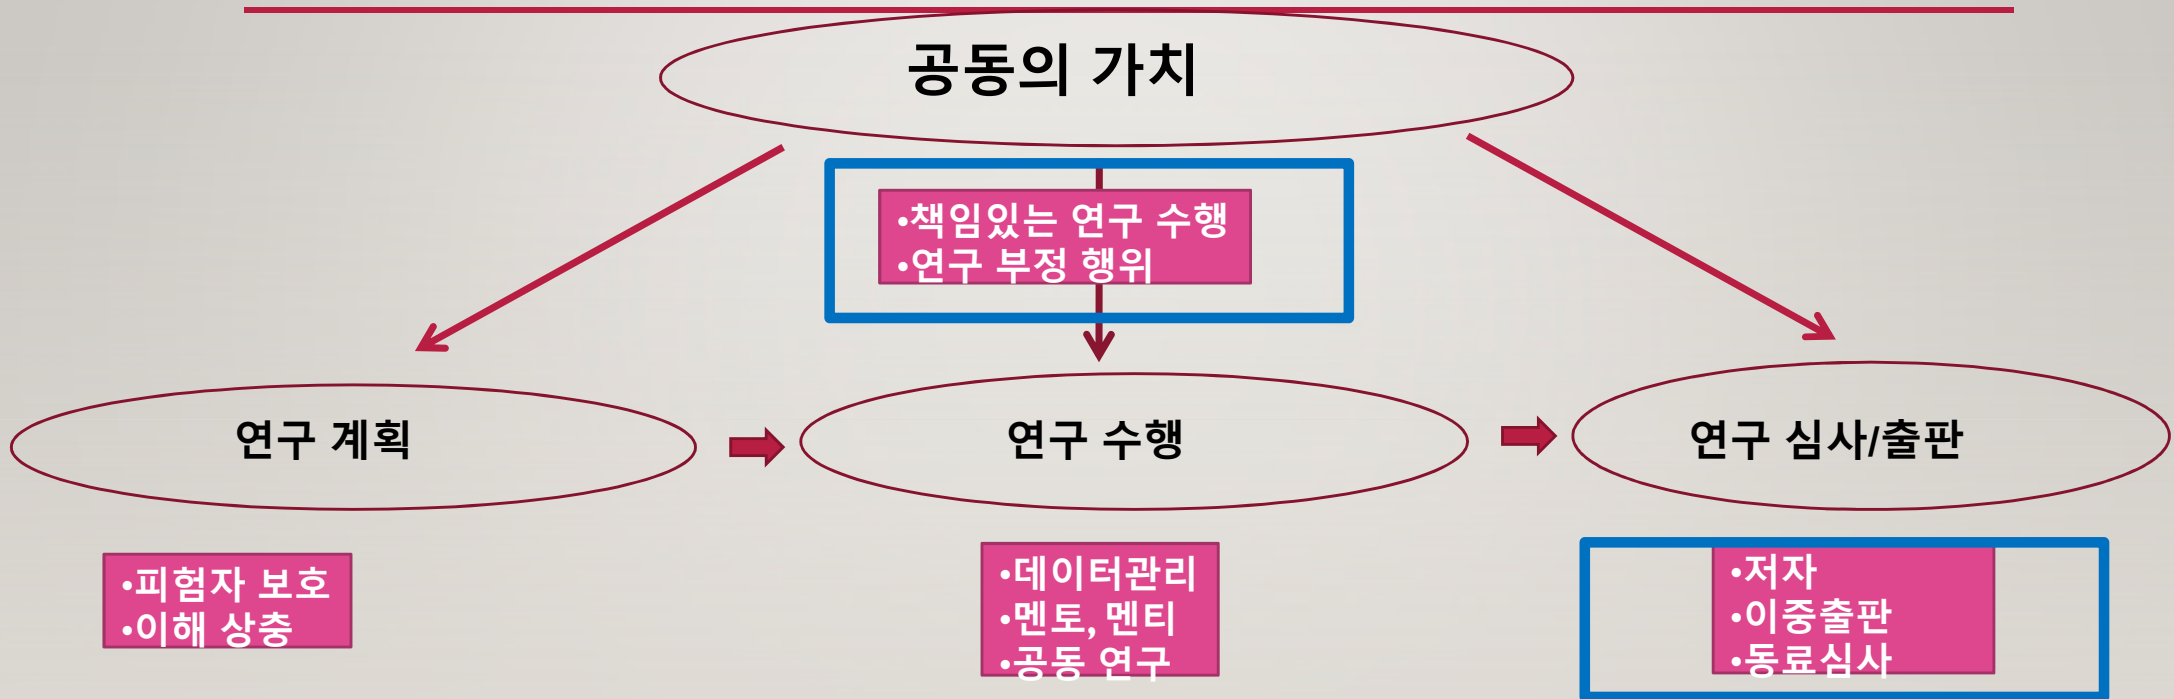 공동의 가치
•책임있는 연구 수행
•연구 부정 행위
연구 계획
연구 수행
연구 심사/출판
•피험자 보호
•이해 상충
•데이터관리
•멘토, 멘티
•공동 연구
•저자
•이중출판
•동료심사